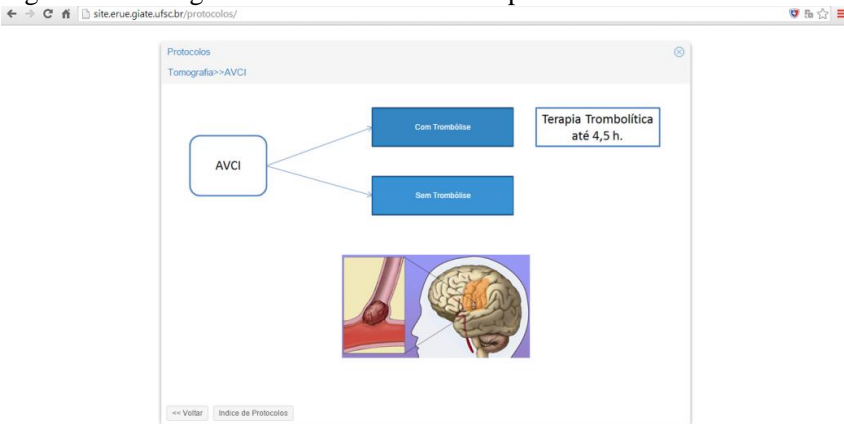 site.erue.giate.ufsc.br/protocolos/
Protocolos
Tomografia>>AVCI
Com Trombólise
Terapia Trombolítica
até 4,5 h.
AVCI
Sem Trombólise
<< Voltar
Indice de Protocolos